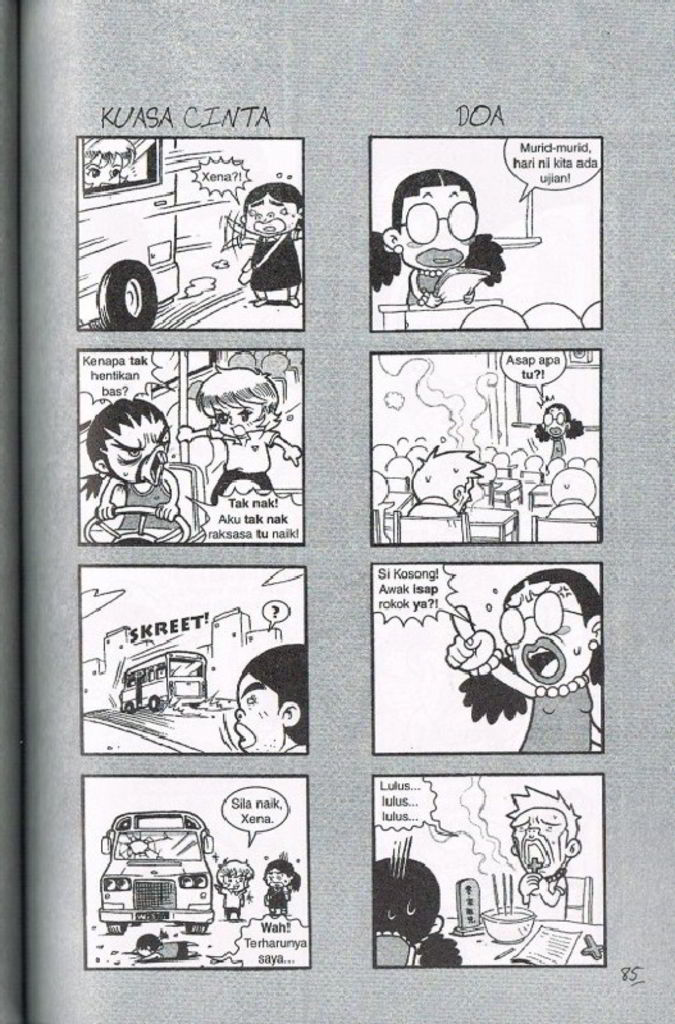 KUASA CINTA
Xena?!
Kenapa tak
hentikan
bas?
Tak nak!
Aku tak nak
raksasa itu naik!
SKREET!
?
Sila naik,
Xena.
Wah!!
Terharunya
saya...
DOA
Murid-murid,
hari ni kita ada
ujian!
Asap apa
tu?!
Si Kosong!
Awak isap
rokok ya?!
Lulus...
lulus...
lulus...
85